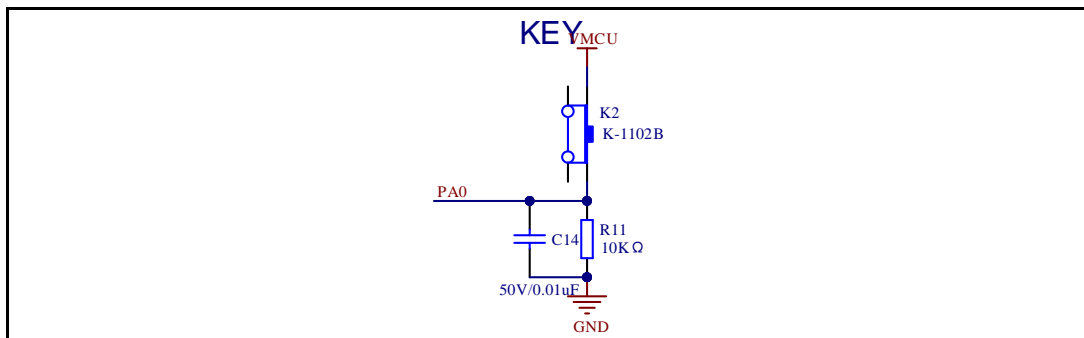 KEY
VMCU
K2
K-1102B
PA0
R11
C14
10KΩ
50V/0.01uF
GND